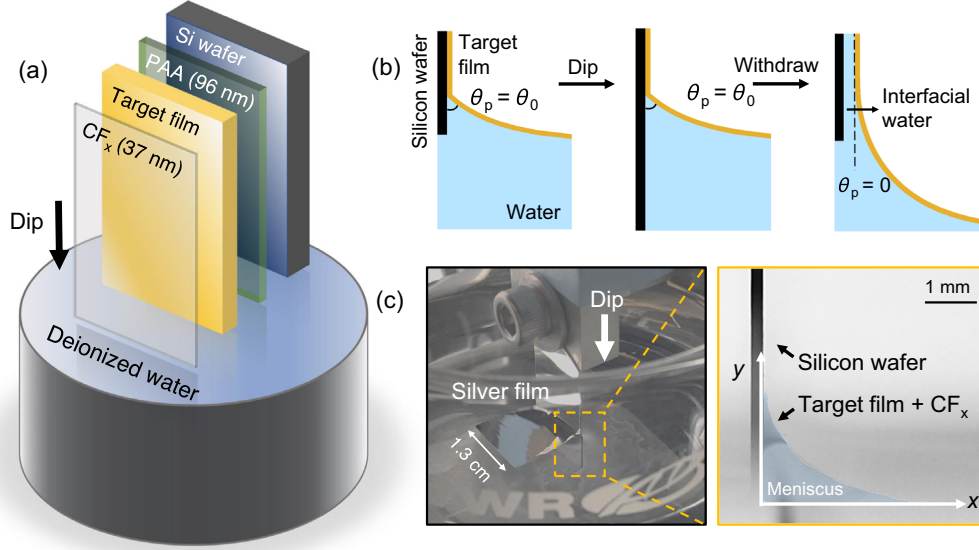 (a)
Si wafer
PAA (96 nm)
Target film
CFₓ (37 nm)
Dip
Deionized water
(b)
Silicon wafer
Target
film
θp = θ0
Dip
θp = θ0
Withdraw
Interfacial
water
θp = 0
Water
(c)
Dip
Silver film
1.3 cm
WR
1 mm
y
Silicon wafer
Target film + CFₓ
Meniscus
x